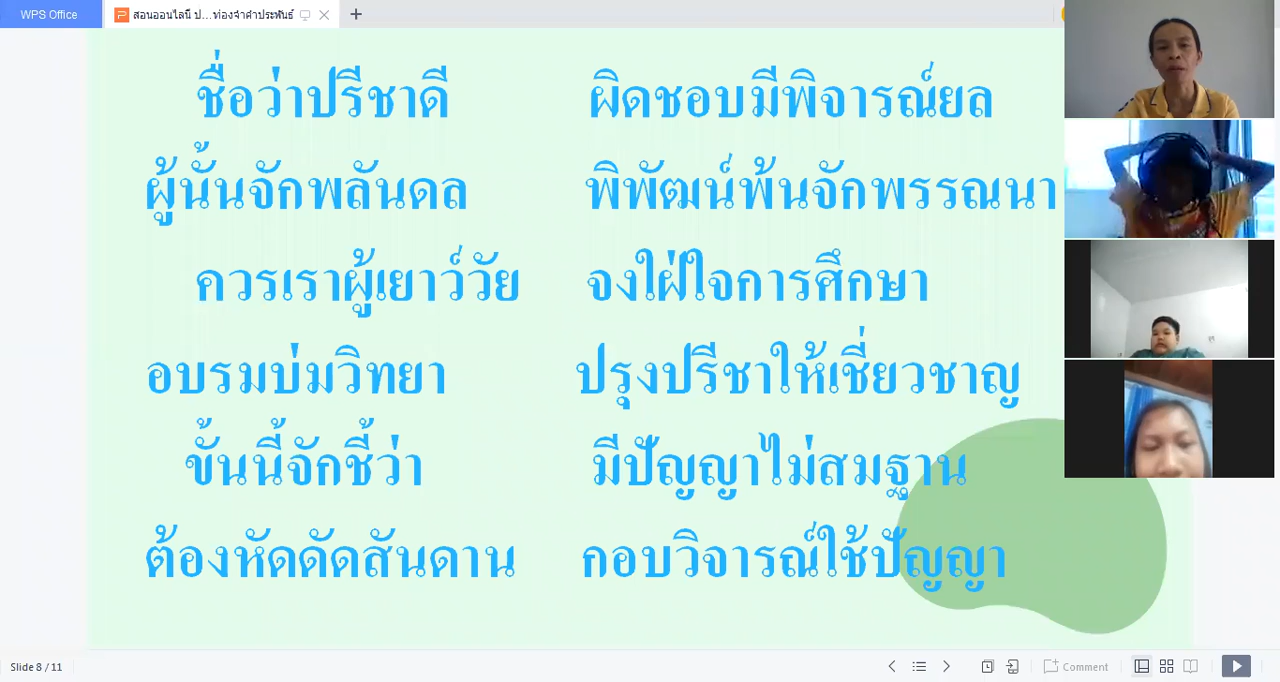 WPS Office
สอนออนไลน์ ป...ท่องจำคำประพันธ์
ชื่อว่าปรีชาดี ผิดชอบมีพิจารณ์ยล
ผู้นั้นจักพลันดล พิพัฒน์พ้นจักพรรณนา
ควรเราผู้เยาว์วัย จงใฝ่ใจการศึกษา
อบรมบ่มวิทยา ปรุงปรีชาให้เชี่ยวชาญ
ขั้นนี้จักชี้ว่า มีปัญญาไม่สมฐาน
ต้องหัดดัดสันดาน กอบวิจารณ์ใช้ปัญญา
Slide 8 / 11 Comment